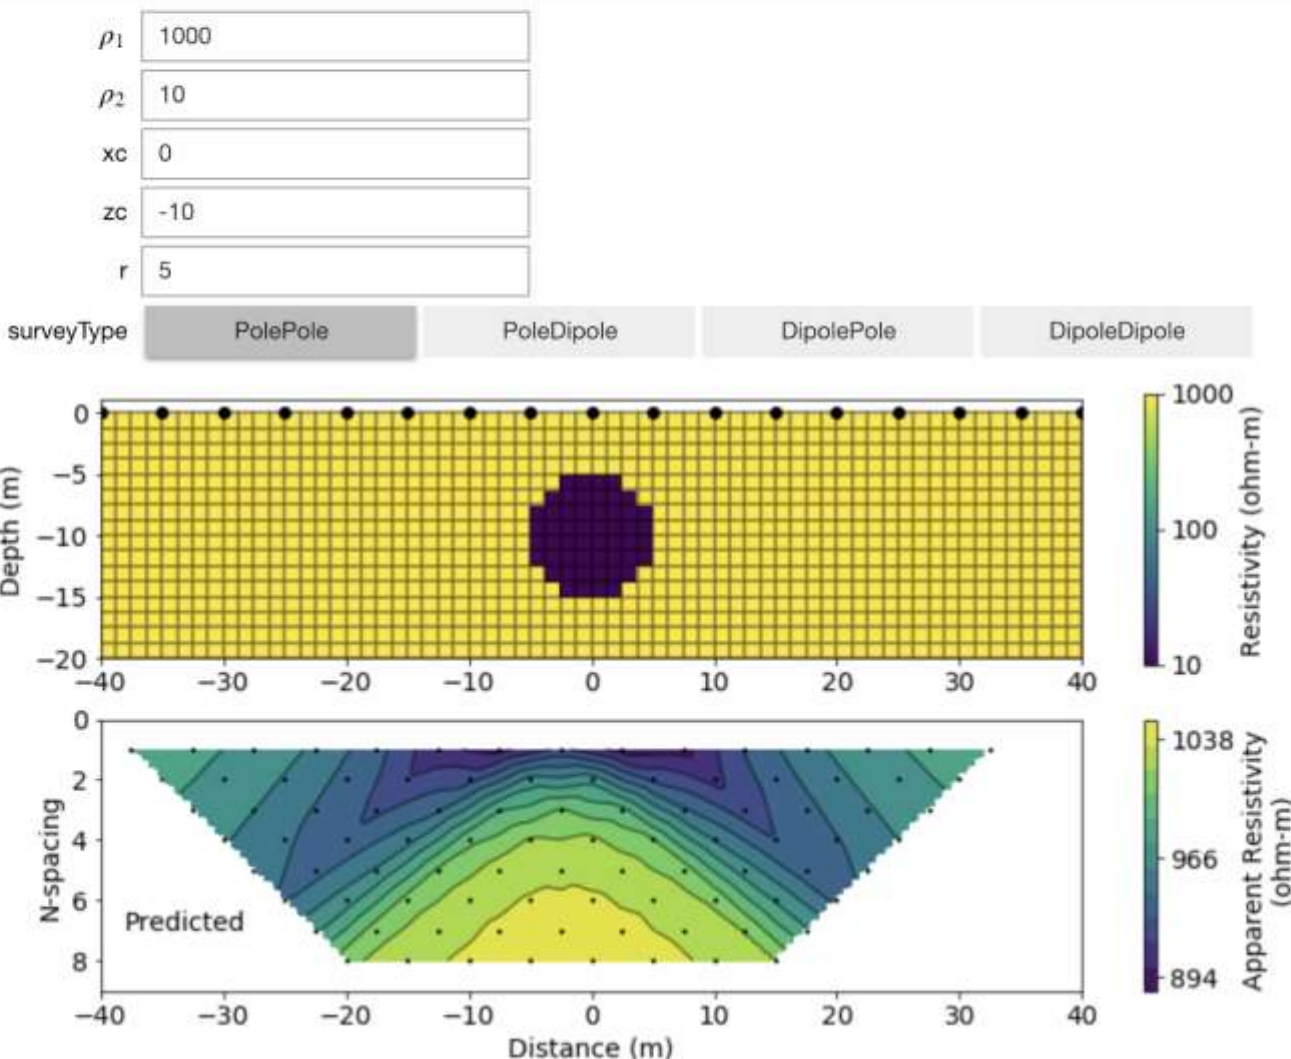 ρ1 1000
ρ2 10
xc 0
zc -10
r 5
surveyType PolePole PoleDipole DipolePole DipoleDipole
0
−5
−10
−15
−20
Depth (m)
−40 −30 −20 −10 0 10 20 30 40
1000
100
10
Resistivity (ohm-m)
0
2
4
6
8
N-spacing
Predicted
−40 −30 −20 −10 0 10 20 30 40
Distance (m)
1038
966
894
Apparent Resistivity
(ohm-m)